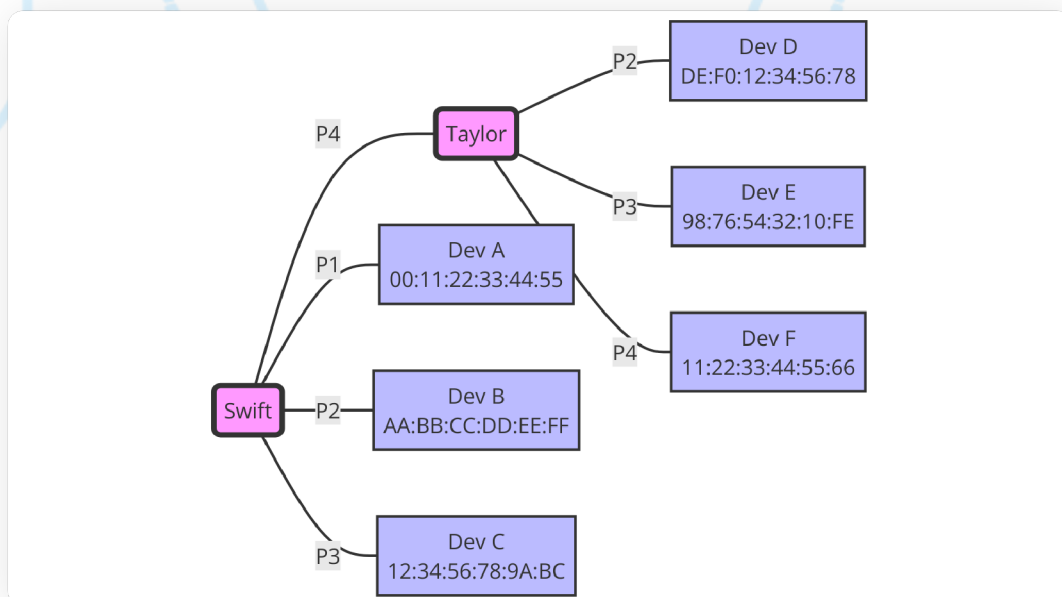 Dev D
DE:F0:12:34:56:78
P2
Taylor
P4
Dev E
98:76:54:32:10:FE
P3
Dev A
00:11:22:33:44:55
P1
Dev F
11:22:33:44:55:66
P4
Swift
P2
Dev B
AA:BB:CC:DD:EE:FF
Dev C
12:34:56:78:9A:BC
P3